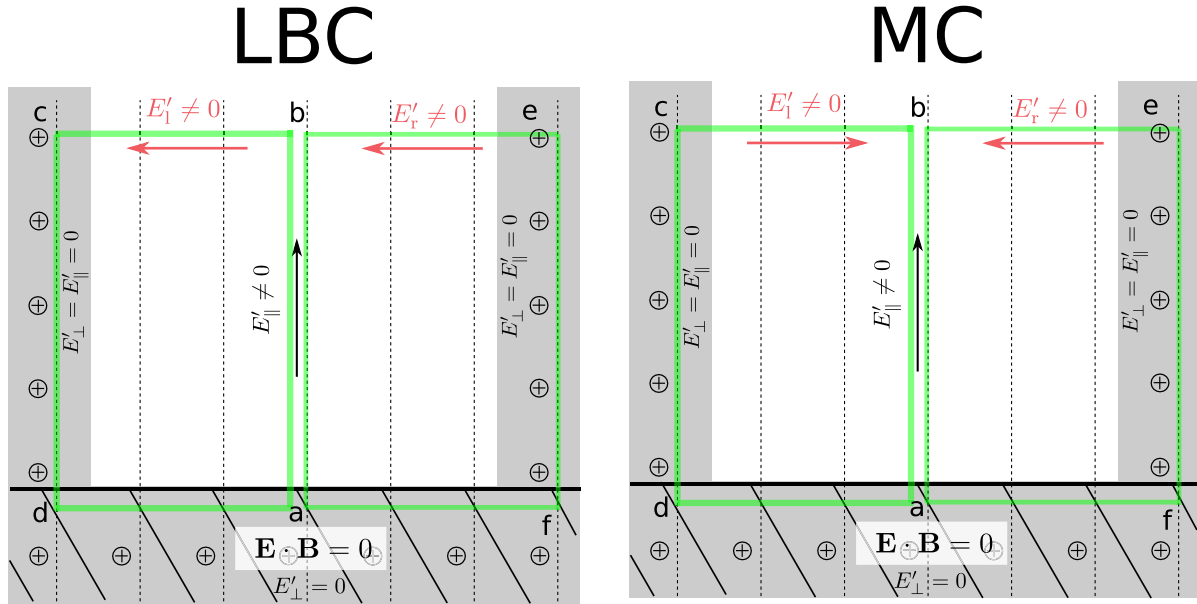 LBC
c
E′ₗ ≠ 0
b
E′ᵣ ≠ 0
e
E′⊥ = E′∥ = 0
E′∥ ≠ 0
E′⊥ = E′∥ = 0
d
a
f
E · B = 0
E′⊥ = 0
MC
c
E′ₗ ≠ 0
b
E′ᵣ ≠ 0
e
E′⊥ = E′∥ = 0
E′∥ ≠ 0
E′⊥ = E′∥ = 0
d
a
f
E · B = 0
E′⊥ = 0